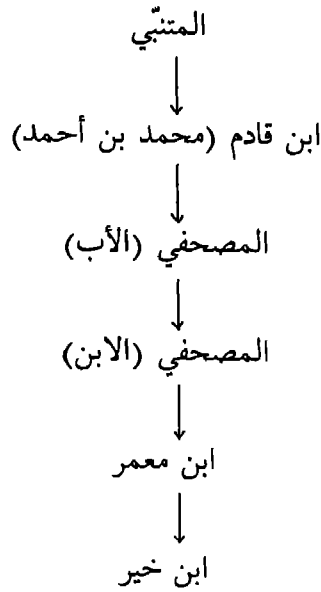 المتنبّي
ابن قادم (محمد بن أحمد)
المصحفي (الأب)
المصحفي (الابن)
ابن معمر
ابن خير